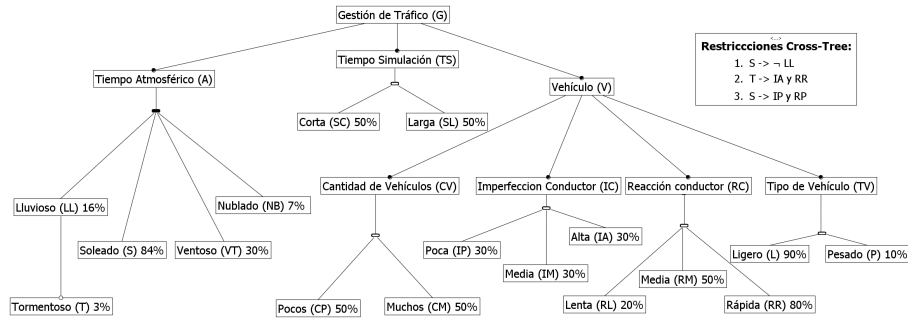 Gestión de Tráfico (G)
<...>
Restriccciones Cross-Tree:
1. S -> ¬ LL
2. T -> IA y RR
3. S -> IP y RP
Tiempo Atmosférico (A)
Tiempo Simulación (TS)
Vehículo (V)
Corta (SC) 50%
Larga (SL) 50%
Cantidad de Vehículos (CV)
Imperfeccion Conductor (IC)
Reacción conductor (RC)
Tipo de Vehículo (TV)
Lluvioso (LL) 16%
Nublado (NB) 7%
Soleado (S) 84%
Ventoso (VT) 30%
Poca (IP) 30%
Alta (IA) 30%
Media (IM) 30%
Ligero (L) 90%
Pesado (P) 10%
Media (RM) 50%
Tormentoso (T) 3%
Pocos (CP) 50%
Muchos (CM) 50%
Lenta (RL) 20%
Rápida (RR) 80%